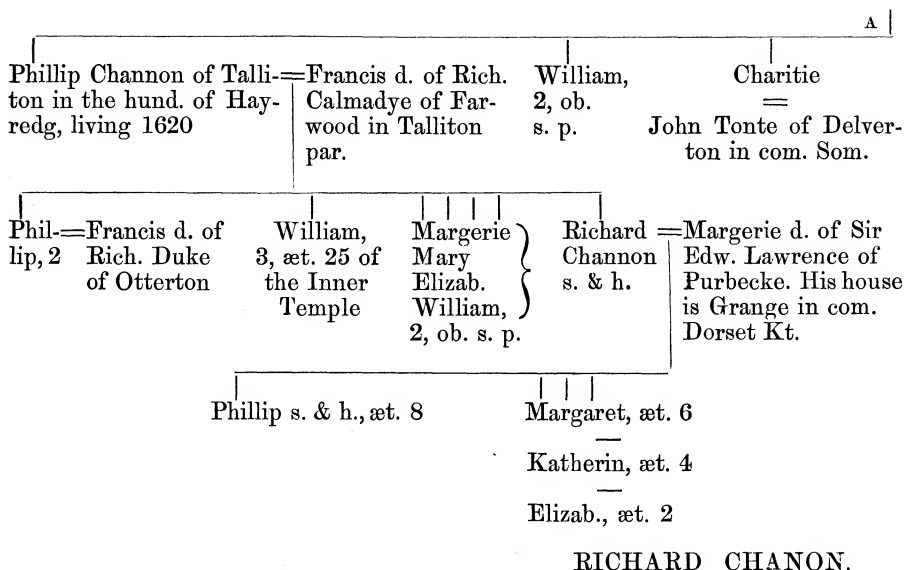 A
Phillip Channon of Talli-=Francis d. of Rich.
ton in the hund. of Hay- Calmadye of Far-
redg, living 1620 wood in Talliton
par.
William,
2, ob.
s. p.
Charitie
=
John Tonte of Delver-
ton in com. Som.
Phil-=Francis d. of
lip, 2 Rich. Duke
of Otterton
William,
3, æt. 25 of
the Inner
Temple
Margerie
Mary
Elizab.
William,
2, ob. s. p.
Richard =Margerie d. of Sir
Channon Edw. Lawrence of
s. & h. Purbecke. His house
is Grange in com.
Dorset Kt.
Phillip s. & h., æt. 8
Margaret, æt. 6
Katherin, æt. 4
Elizab., æt. 2
RICHARD CHANON.